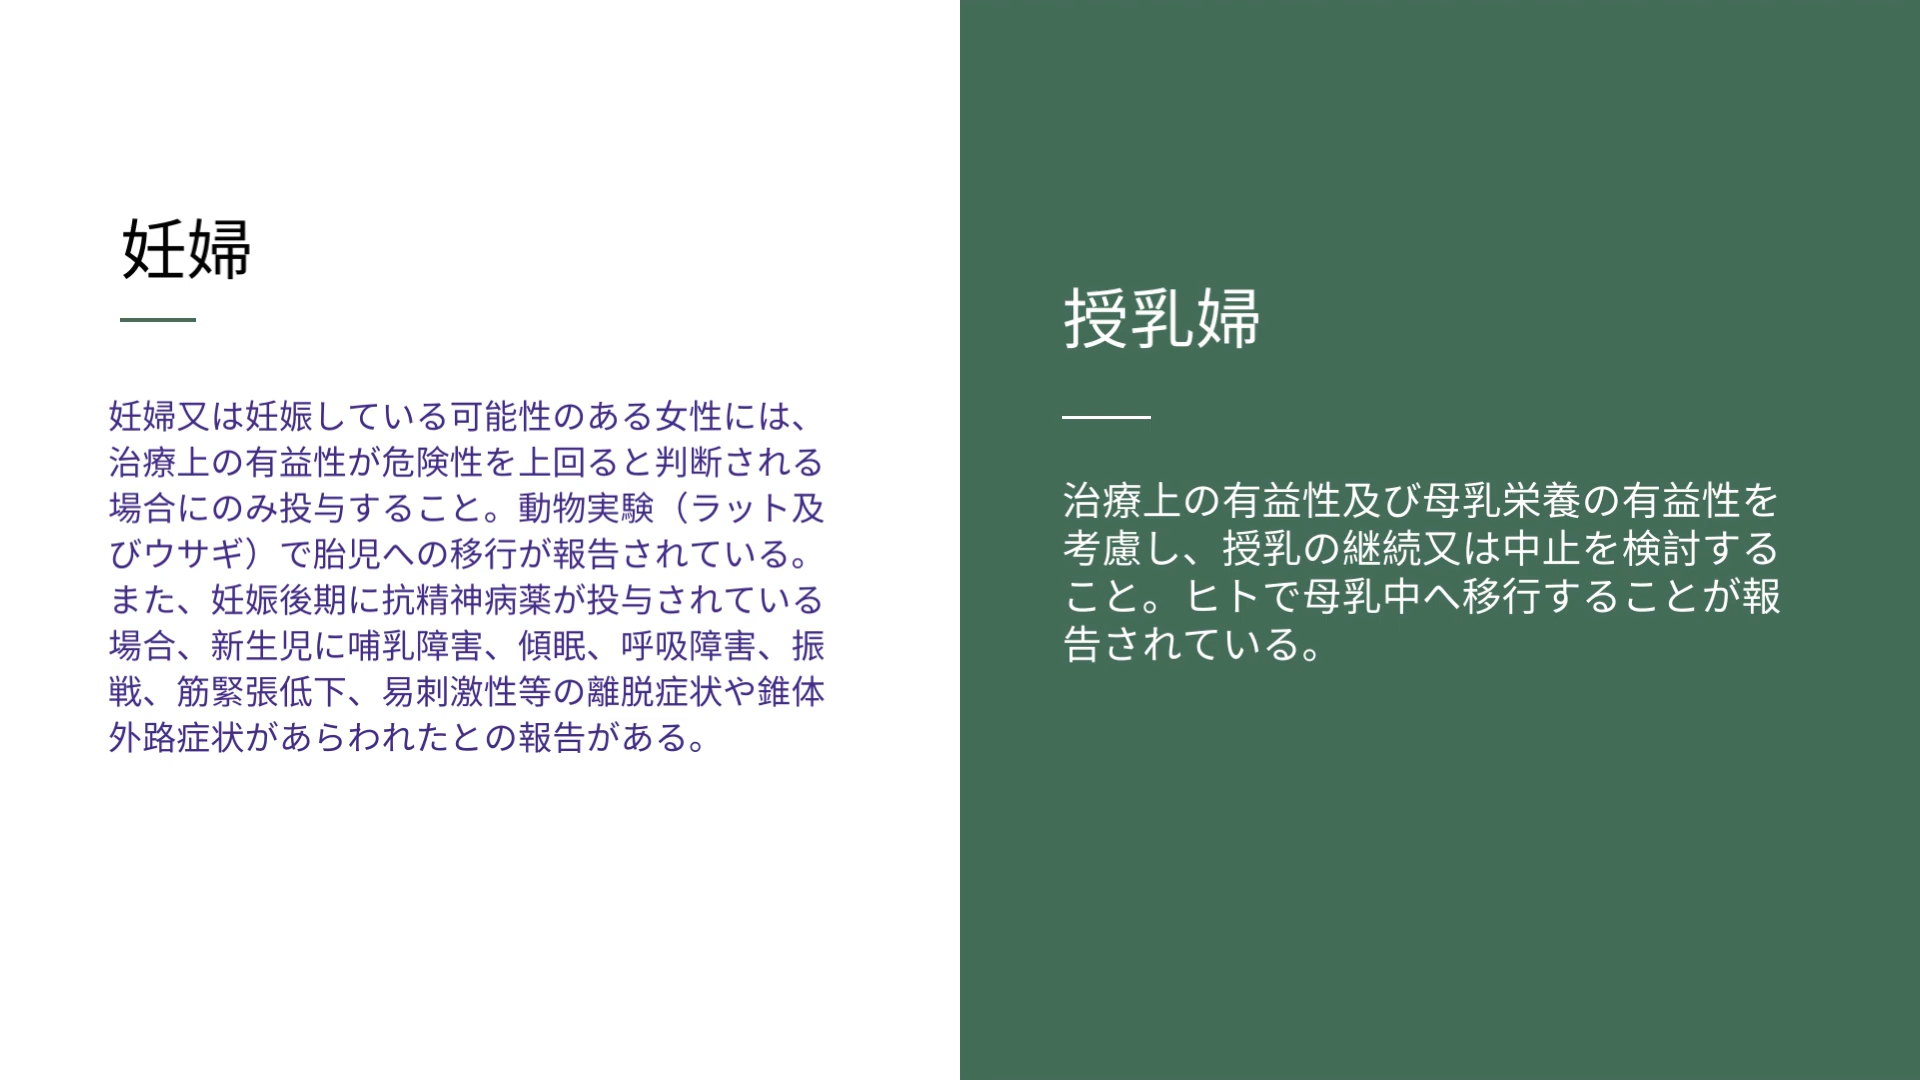 妊婦
妊婦又は妊娠している可能性のある女性には、
治療上の有益性が危険性を上回ると判断される
場合にのみ投与すること。動物実験（ラット及
びウサギ）で胎児への移行が報告されている。
また、妊娠後期に抗精神病薬が投与されている
場合、新生児に哺乳障害、傾眠、呼吸障害、振
戦、筋緊張低下、易刺激性等の離脱症状や錐体
外路症状があらわれたとの報告がある。
授乳婦
治療上の有益性及び母乳栄養の有益性を
考慮し、授乳の継続又は中止を検討する
こと。ヒトで母乳中へ移行することが報
告されている。